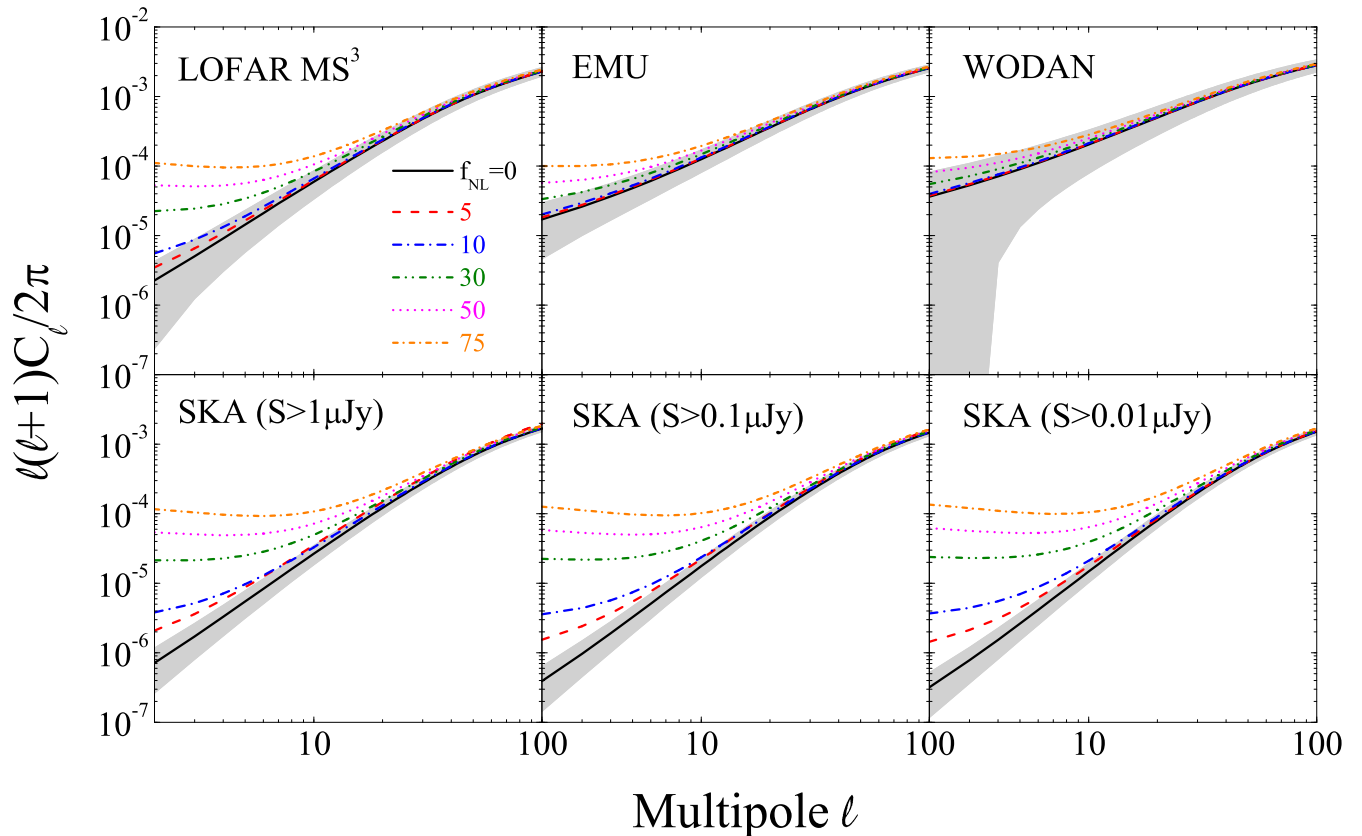 10⁻²
10⁻³
10⁻⁴
10⁻⁵
10⁻⁶
10⁻⁷
LOFAR MS³
f_NL=0
5
10
30
50
75
EMU
WODAN
10⁻³
10⁻⁴
10⁻⁵
10⁻⁶
10⁻⁷
SKA (S>1μJy)
SKA (S>0.1μJy)
SKA (S>0.01μJy)
10 100 10 100 10 100
ℓ(ℓ+1)C_ℓ/2π
Multipole ℓ